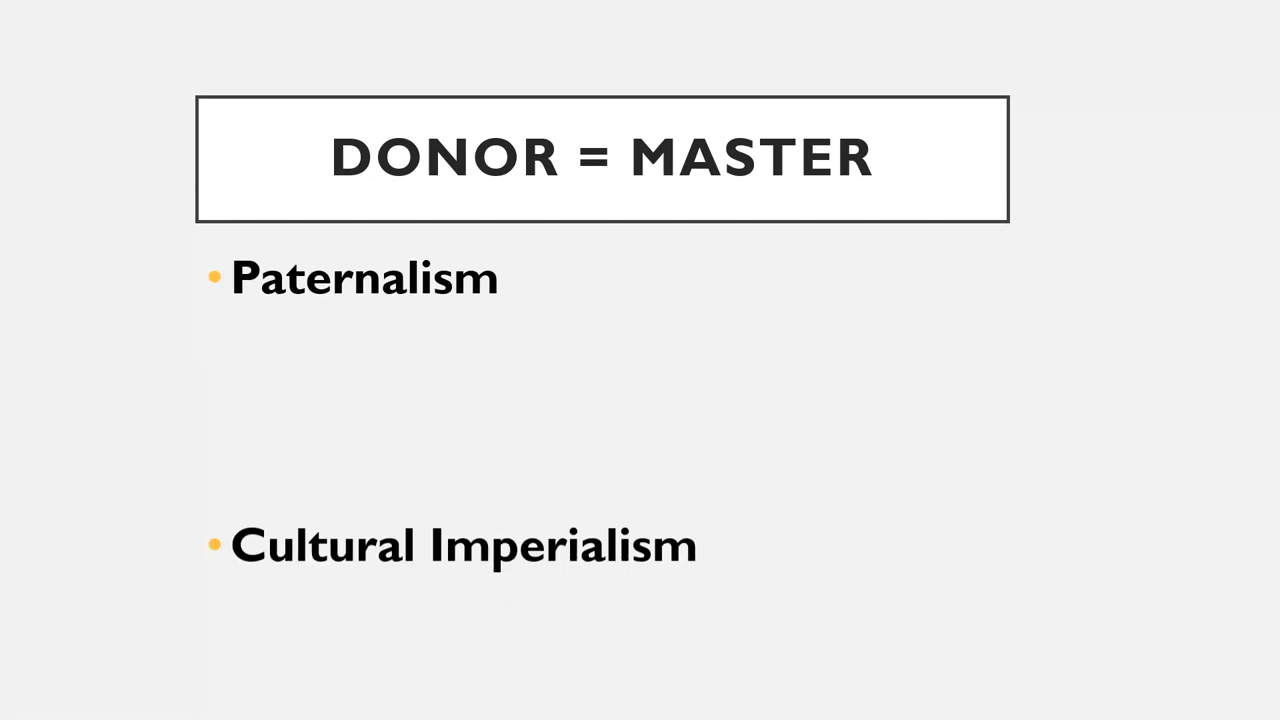 DONOR = MASTER
• Paternalism
• Cultural Imperialism